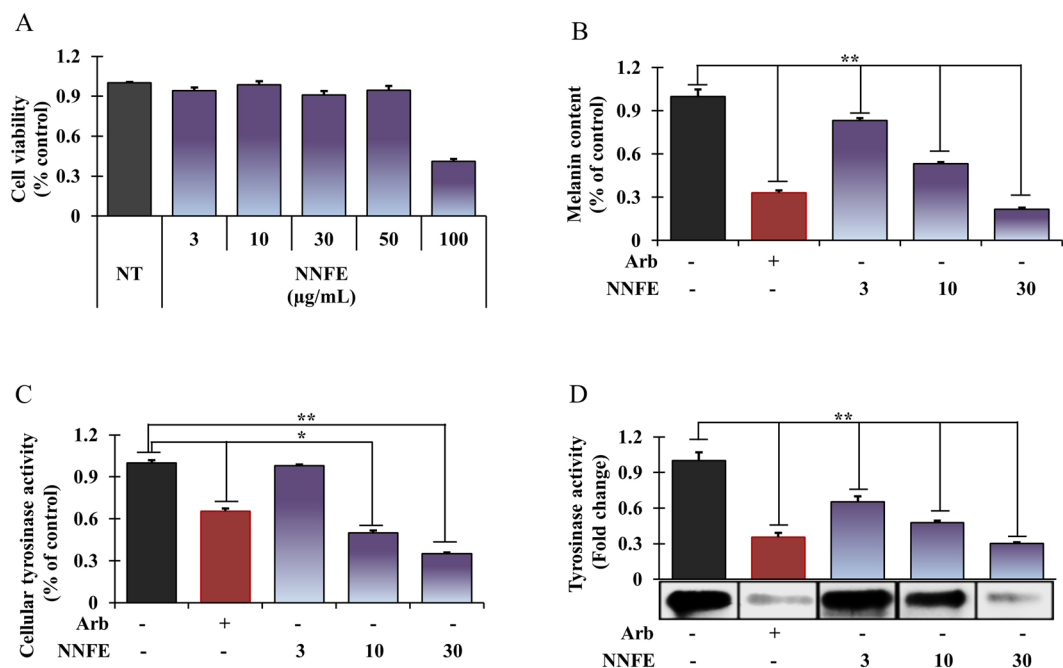 A
Cell viability
(% control)
1.2
0.9
0.6
0.3
0
3 10 30 50 100
NT NNFE
(µg/mL)
B
Melanin content
(% of control)
1.2
0.9
0.6
0.3
0
**
Arb - + - - -
NNFE - - 3 10 30
C
Cellular tyrosinase activity
(% of control)
1.2
0.9
0.6
0.3
0
**
*
Arb - + - - -
NNFE - - 3 10 30
D
Tyrosinase activity
(Fold change)
1.2
0.9
0.6
0.3
0
**
Arb - + - - -
NNFE - - 3 10 30